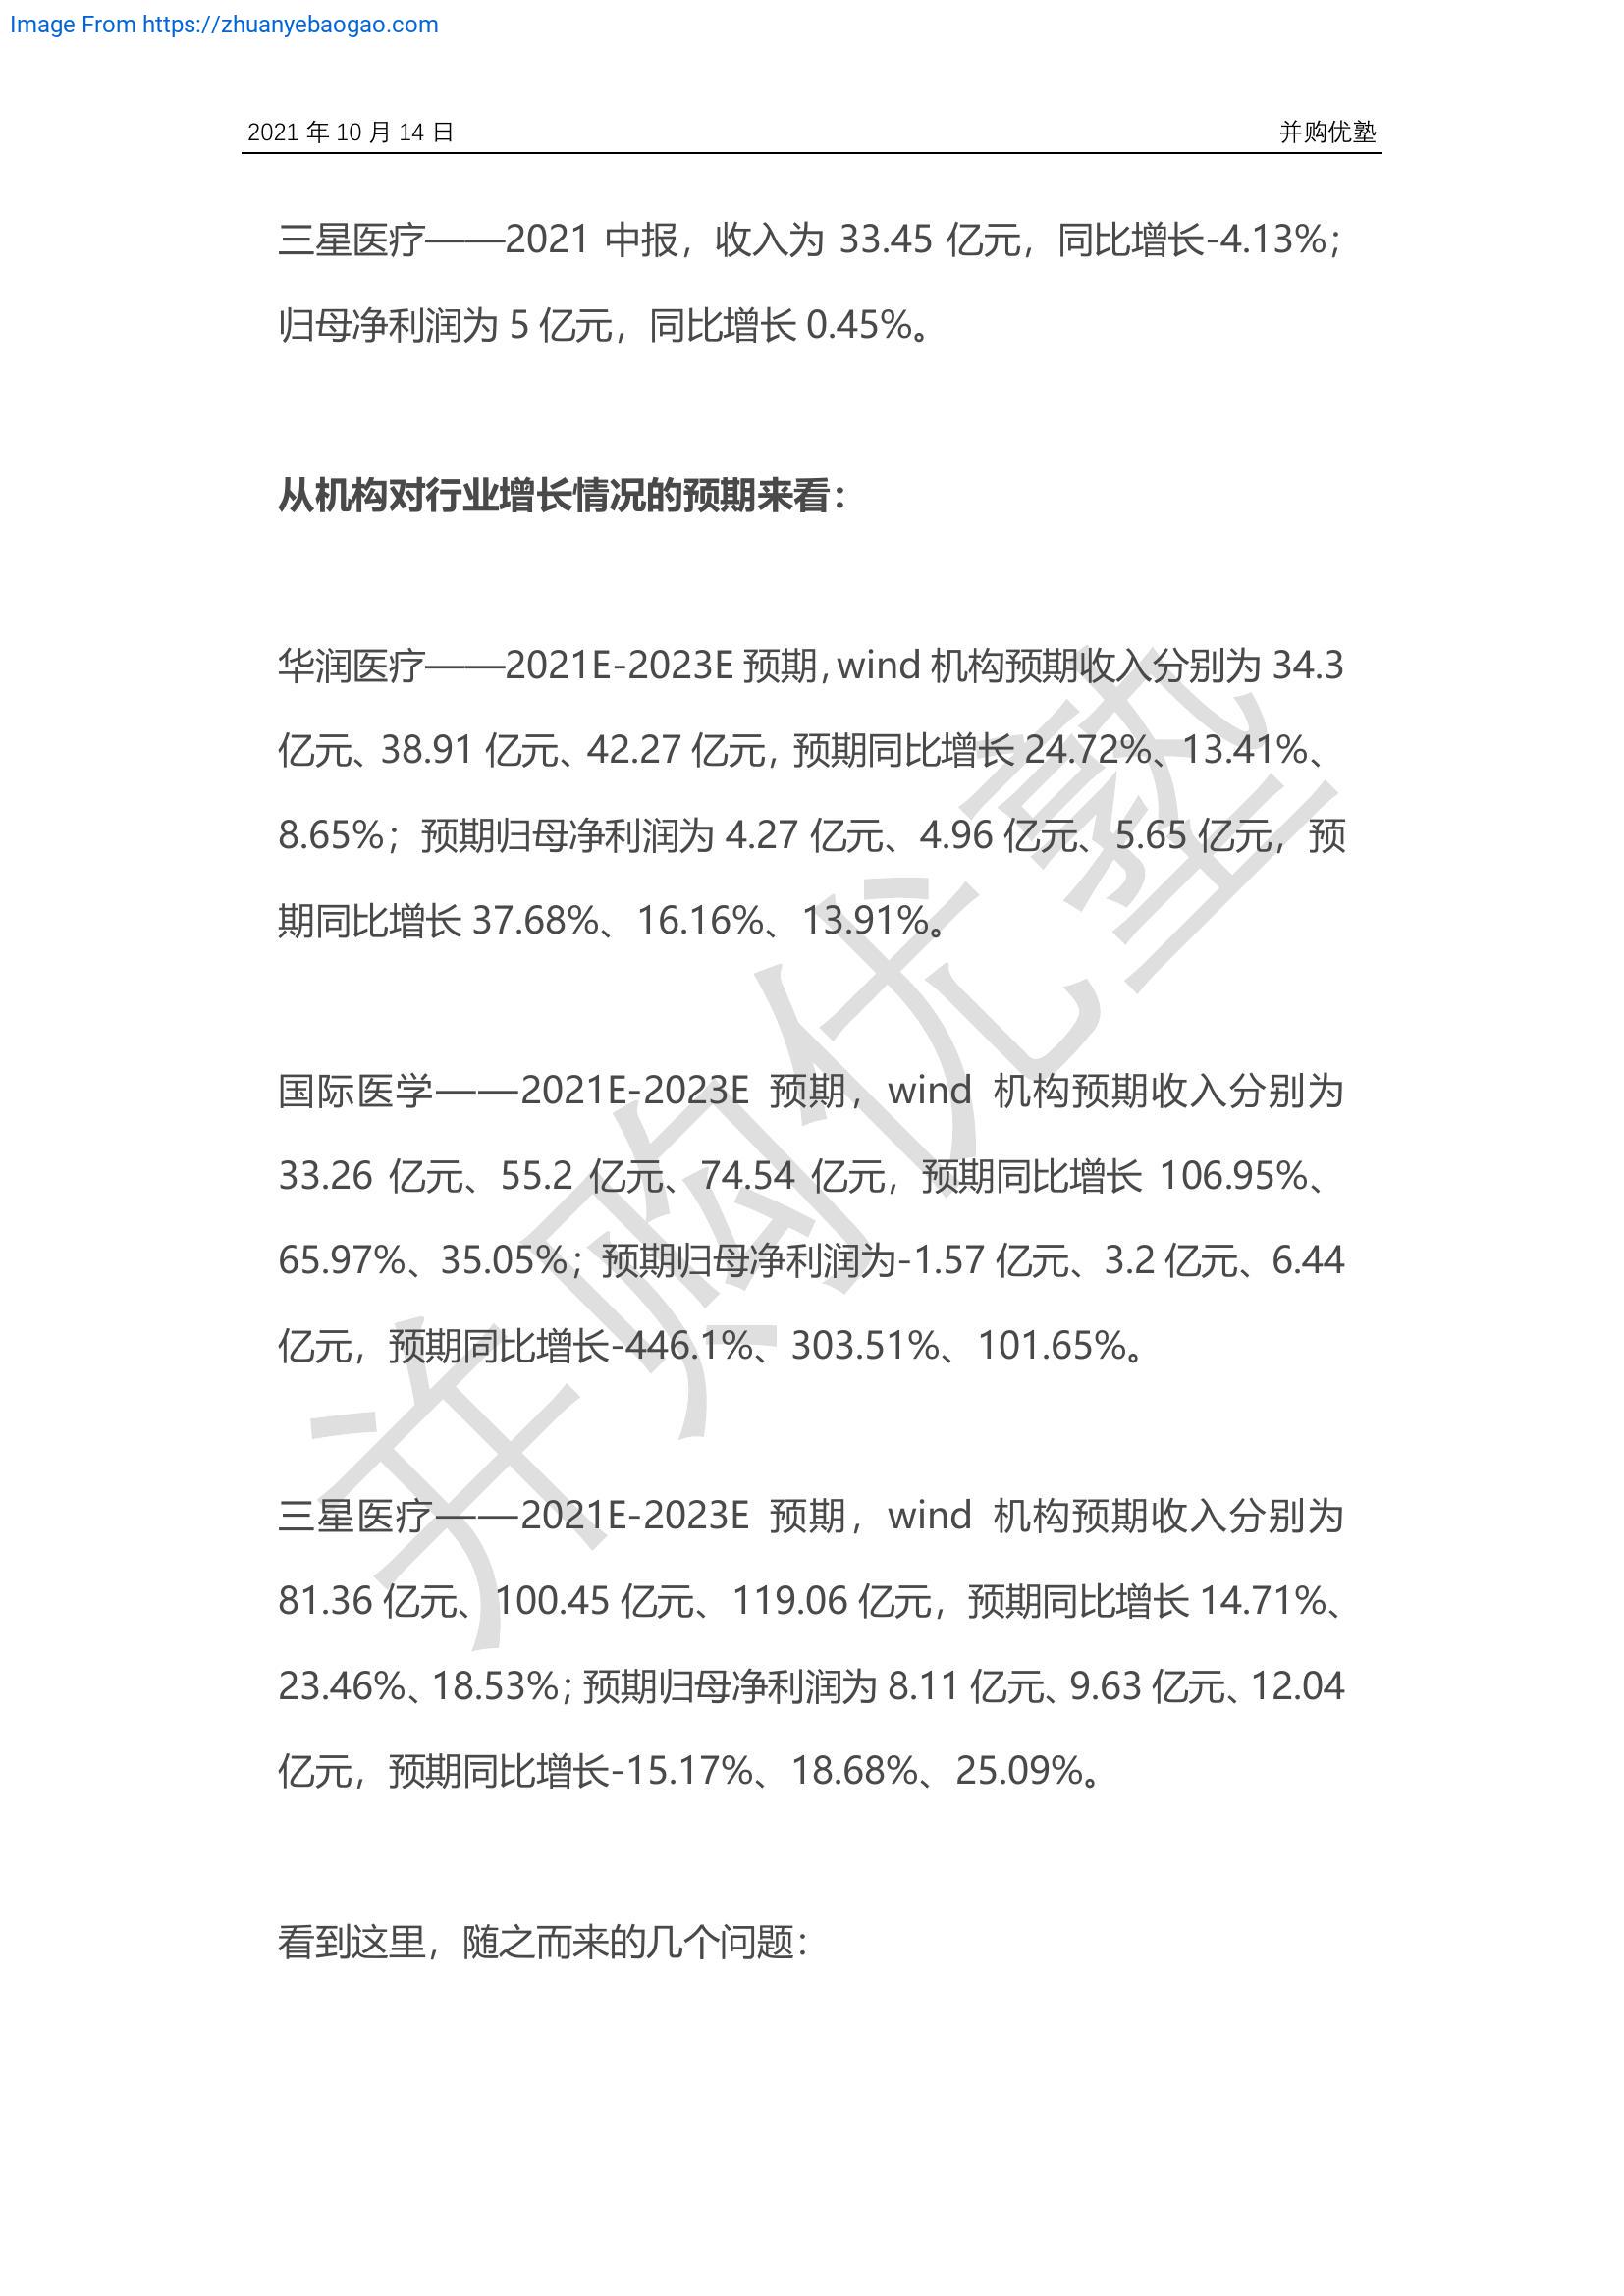 Image From https://zhuanyebaogao.com
2021 年 10 月 14 日 并购优塾
三星医疗——2021 中报，收入为 33.45 亿元，同比增长-4.13%；
归母净利润为 5 亿元，同比增长 0.45%。
从机构对行业增长情况的预期来看：
华润医疗——2021E-2023E 预期，wind 机构预期收入分别为 34.3
亿元、38.91 亿元、42.27 亿元，预期同比增长 24.72%、13.41%、
8.65%；预期归母净利润为 4.27 亿元、4.96 亿元、5.65 亿元，预
期同比增长 37.68%、16.16%、13.91%。
国际医学——2021E-2023E 预期，wind 机构预期收入分别为
33.26 亿元、55.2 亿元、74.54 亿元，预期同比增长 106.95%、
65.97%、35.05%；预期归母净利润为-1.57 亿元、3.2 亿元、6.44
亿元，预期同比增长-446.1%、303.51%、101.65%。
三星医疗——2021E-2023E 预期，wind 机构预期收入分别为
81.36 亿元、100.45 亿元、119.06 亿元，预期同比增长 14.71%、
23.46%、18.53%；预期归母净利润为 8.11 亿元、9.63 亿元、12.04
亿元，预期同比增长-15.17%、18.68%、25.09%。
看到这里，随之而来的几个问题：
并购优塾